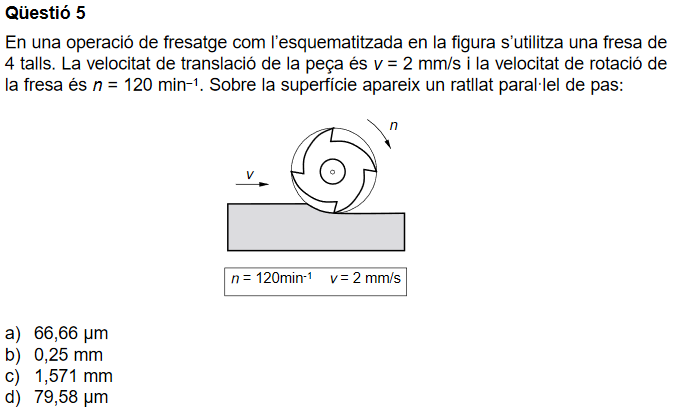 Qüestió 5
En una operació de fresatge com l’esquematitzada en la figura s’utilitza una fresa de
4 talls. La velocitat de translació de la peça és v = 2 mm/s i la velocitat de rotació de
la fresa és n = 120 min⁻¹. Sobre la superfície apareix un ratllat paral·lel de pas:
n
v
n = 120min⁻¹ v = 2 mm/s
a) 66,66 μm
b) 0,25 mm
c) 1,571 mm
d) 79,58 μm